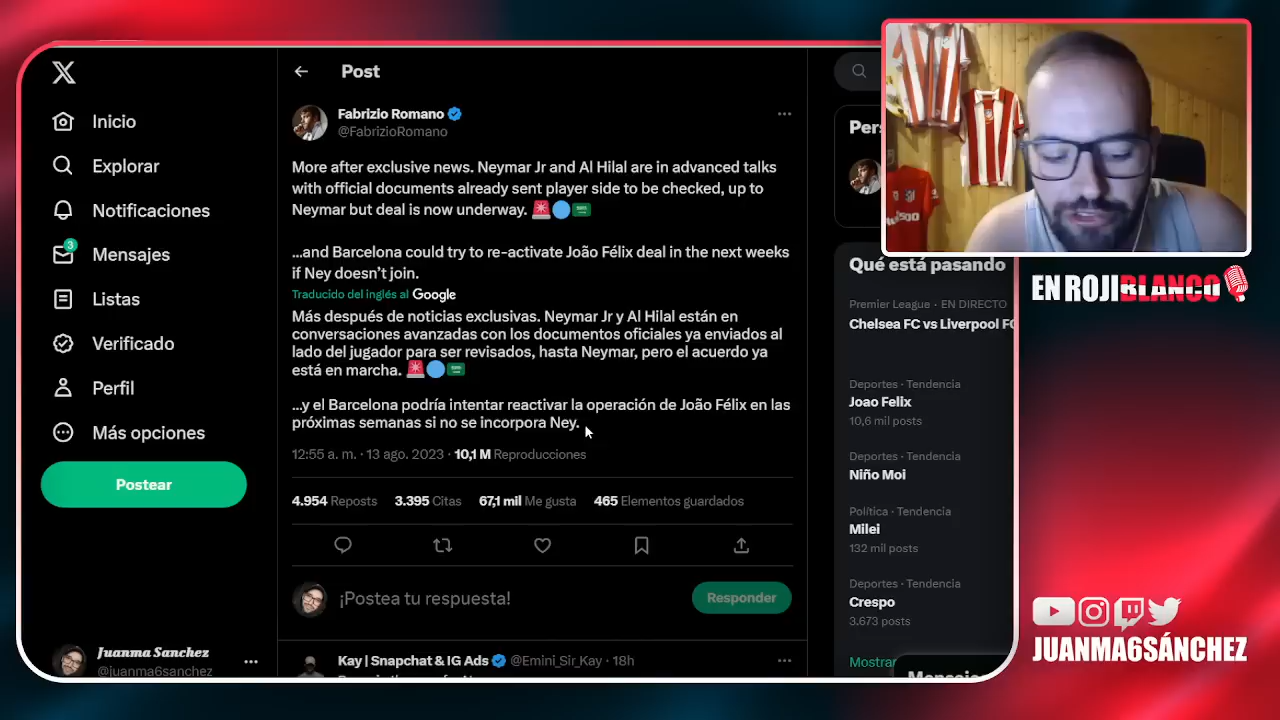 Inicio
Explorar
Notificaciones
3
Mensajes
Listas
Verificado
Perfil
Más opciones
Postear
Juanma Sanchez
@juanma6sanchez
Post
Fabrizio Romano
@FabrizioRomano
More after exclusive news. Neymar Jr and Al Hilal are in advanced talks
with official documents already sent player side to be checked, up to
Neymar but deal is now underway. 🚨🔵🇸🇦
…and Barcelona could try to re-activate João Félix deal in the next weeks
if Ney doesn't join.
Traducido del inglés al Google
Más después de noticias exclusivas. Neymar Jr y Al Hilal están en
conversaciones avanzadas con los documentos oficiales ya enviados al
lado del jugador para ser revisados, hasta Neymar, pero el acuerdo ya
está en marcha. 🚨🔵🇸🇦
…y el Barcelona podría intentar reactivar la operación de João Félix en las
próximas semanas si no se incorpora Ney.
12:55 a. m. · 13 ago. 2023 · 10,1 M Reproducciones
4.954 Reposts 3.395 Citas 67,1 mil Me gusta 465 Elementos guardados
¡Postea tu respuesta!
Responder
Kay | Snapchat & IG Ads @Emini_Sir_Kay · 18h
Qué está pasando
Premier League · EN DIRECTO
Chelsea FC vs Liverpool FC
Deportes · Tendencia
Joao Felix
10,6 mil posts
Deportes · Tendencia
Niño Moi
Política · Tendencia
Milei
132 mil posts
Deportes · Tendencia
Crespo
3.673 posts
EN ROJIBLANCO
JUANMA6SÁNCHEZ